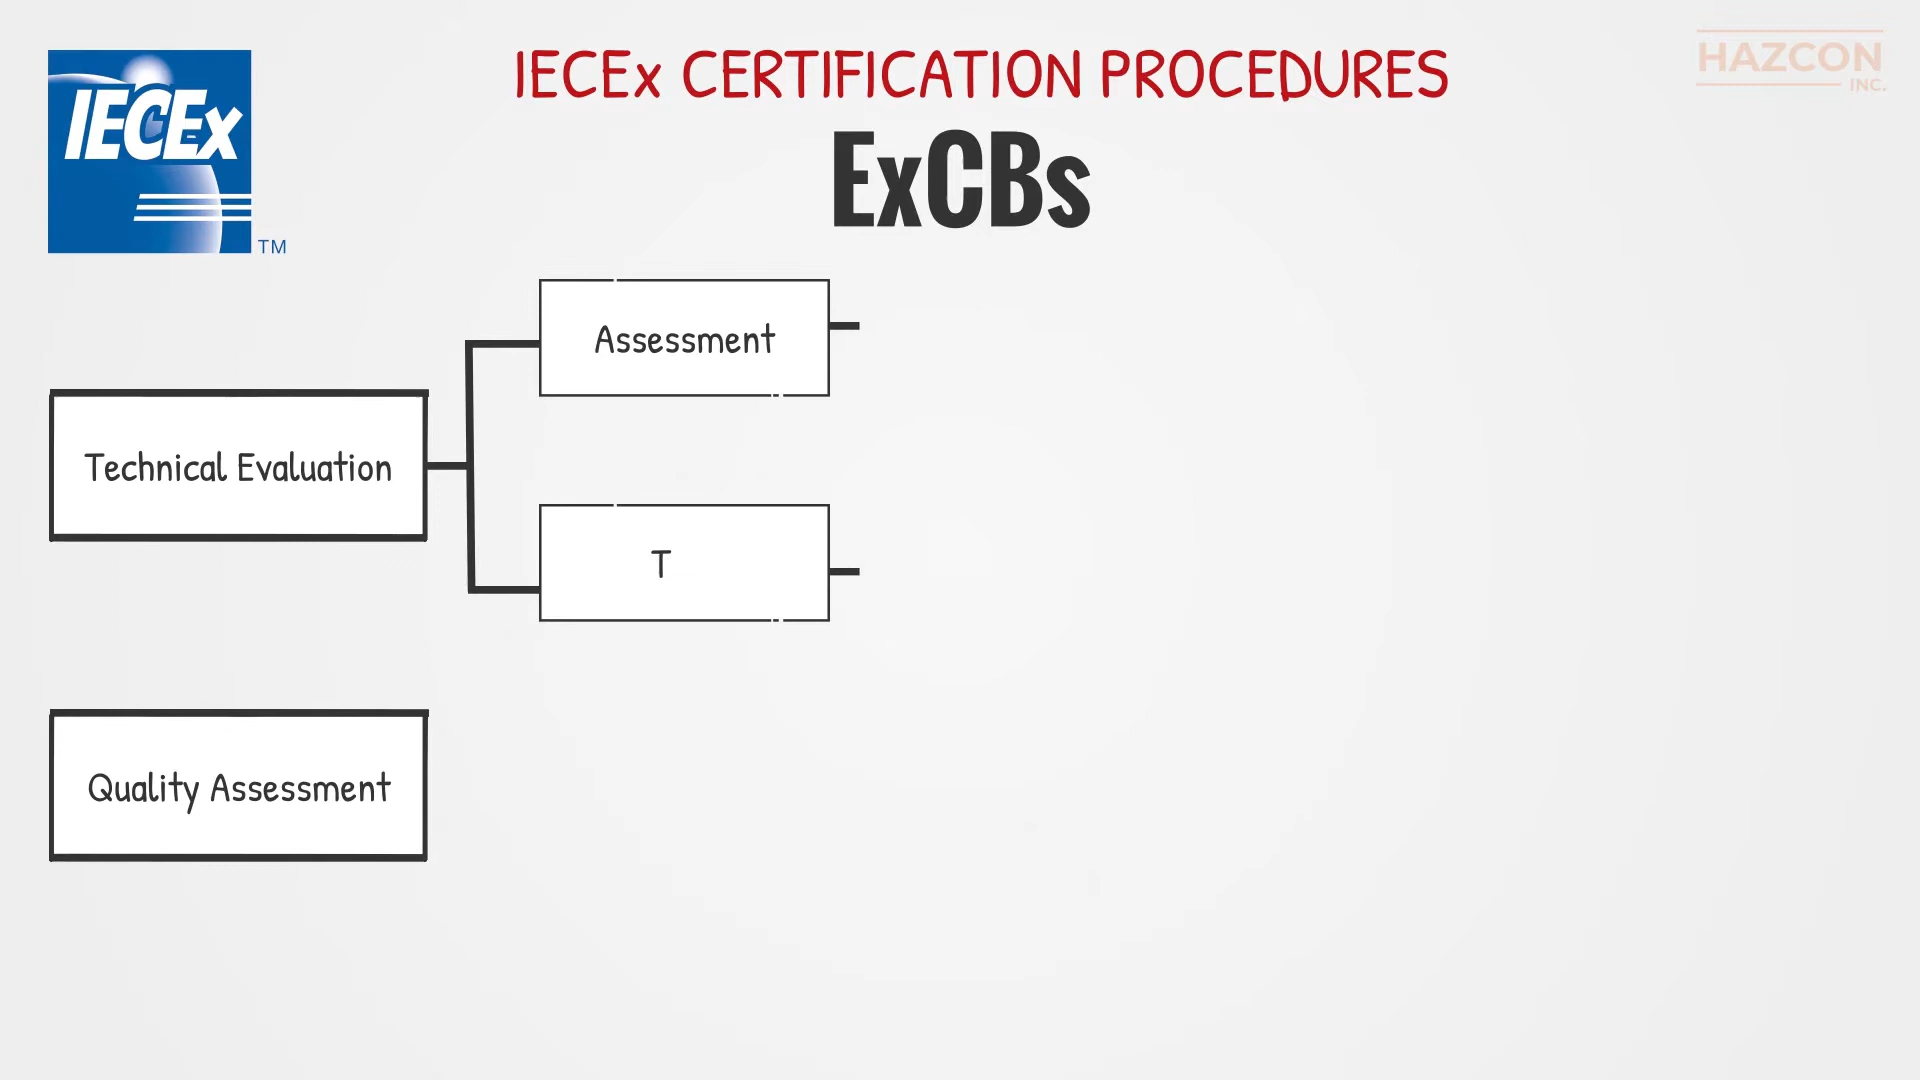 IECEx CERTIFICATION PROCEDURES
HAZCON
INC.
IECEx
TM
ExCBs
Assessment
Technical Evaluation
T
Quality Assessment